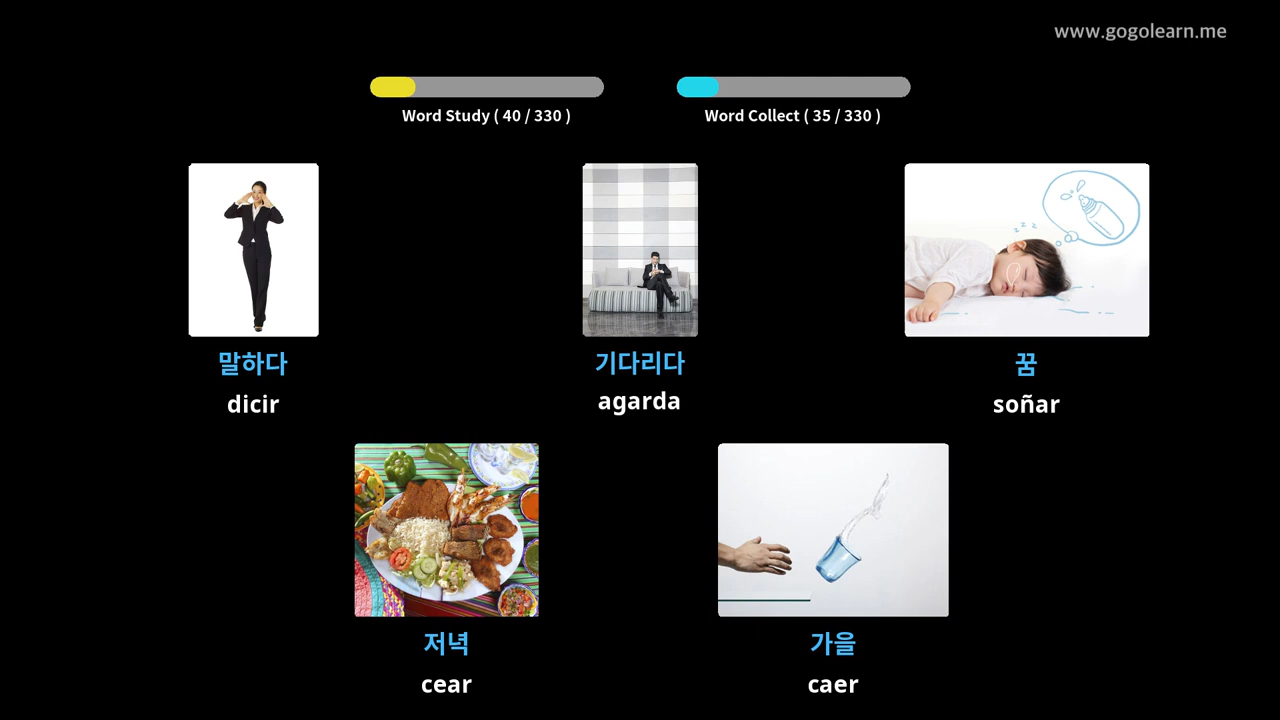 www.gogolearn.me
Word Study ( 40 / 330 )
Word Collect ( 35 / 330 )
말하다
dicir
기다리다
agarda
꿈
soñar
저녁
cear
가을
caer